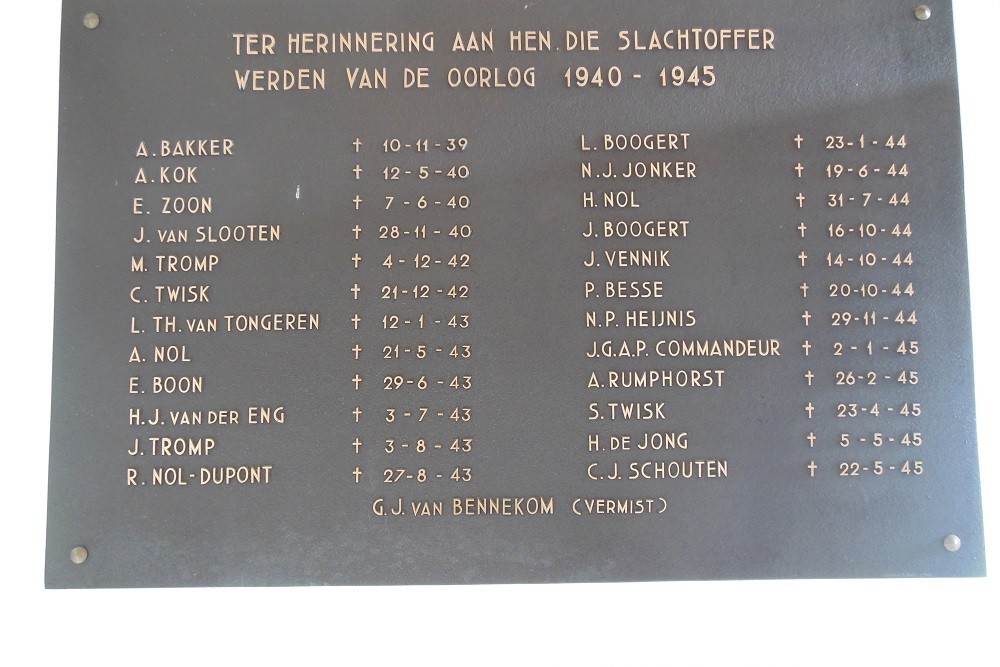 TER HERINNERING AAN HEN. DIE SLACHTOFFER
WERDEN VAN DE OORLOG 1940 - 1945
A. BAKKER † 10-11-39
A. KOK † 12-5-40
E. ZOON † 7-6-40
J. VAN SLOOTEN † 28-11-40
M. TROMP † 4-12-42
C. TWISK † 21-12-42
L. TH. VAN TONGEREN † 12-1-43
A. NOL † 21-5-43
E. BOON † 29-6-43
H.J. VAN DER ENG † 3-7-43
J. TROMP † 3-8-43
R. NOL-DUPONT † 27-8-43
L. BOOGERT † 23-1-44
N.J. JONKER † 19-6-44
H. NOL † 31-7-44
J. BOOGERT † 16-10-44
J. VENNIK † 14-10-44
P. BESSE † 20-10-44
N.P. HEIJNIS † 29-11-44
J.G.A.P. COMMANDEUR † 2-1-45
A. RUMPHORST † 26-2-45
S. TWISK † 23-4-45
H. DE JONG † 5-5-45
C.J. SCHOUTEN † 22-5-45
G.J. VAN BENNEKOM (VERMIST)